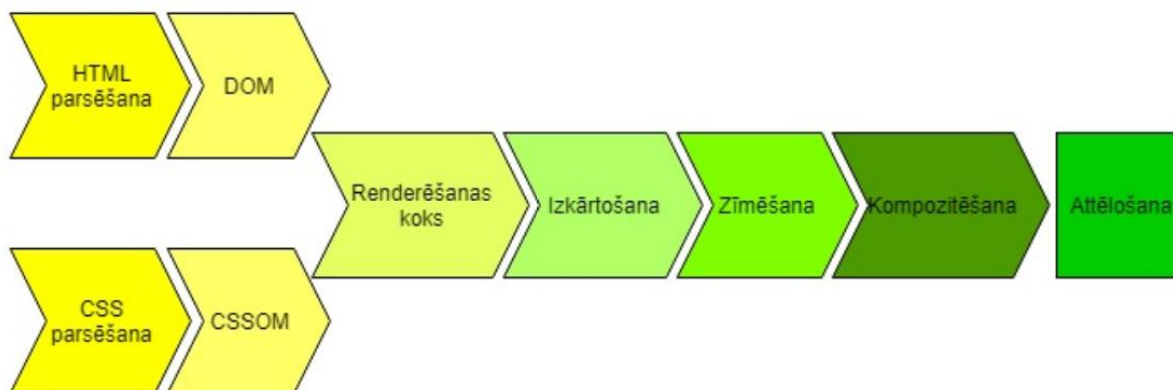 HTML
parsēšana
DOM
Renderēšanas
koks
Izkārtošana
Zīmēšana
Kompozitēšana
Attēlošana
CSS
parsēšana
CSSOM